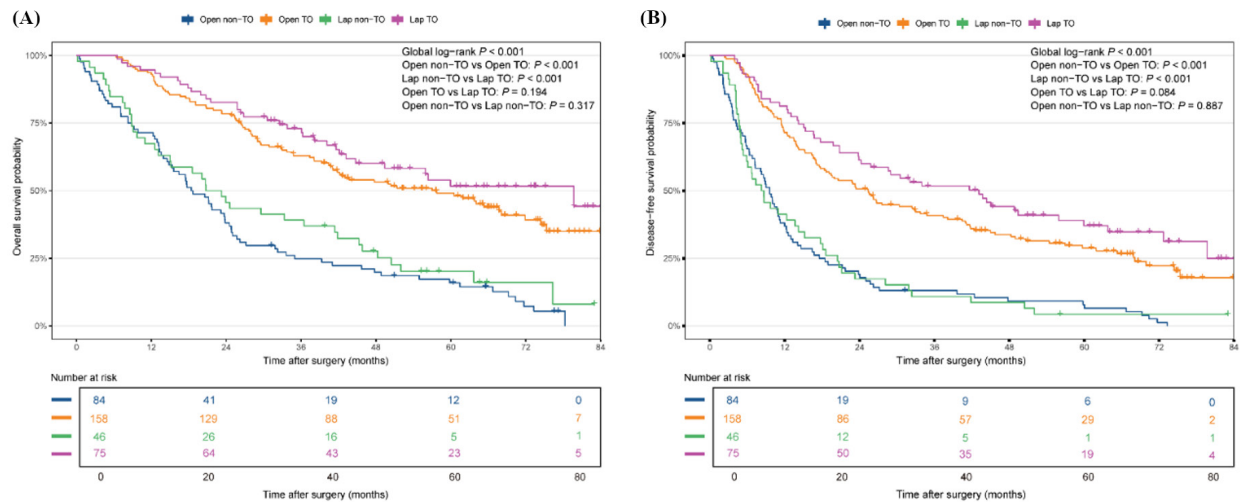 (A)
Open non-TO Open TO Lap non-TO Lap TO
Global log-rank P < 0.001
Open non-TO vs Open TO: P < 0.001
Lap non-TO vs Lap TO: P < 0.001
Open TO vs Lap TO: P = 0.194
Open non-TO vs Lap non-TO: P = 0.317
Overall survival probability
100%
75%
50%
25%
0%
0 12 24 36 48 60 72 84
Time after surgery (months)
Number at risk
84 41 19 12 0
158 129 88 51 7
46 26 16 5 1
75 64 43 23 5
0 20 40 60 80
Time after surgery (months)
(B)
Open non-TO Open TO Lap non-TO Lap TO
Global log-rank P < 0.001
Open non-TO vs Open TO: P < 0.001
Lap non-TO vs Lap TO: P < 0.001
Open TO vs Lap TO: P = 0.084
Open non-TO vs Lap non-TO: P = 0.887
Disease-free survival probability
100%
75%
50%
25%
0%
0 12 24 36 48 60 72 84
Time after surgery (months)
Number at risk
84 19 9 6 0
158 86 57 29 2
46 12 5 1 1
75 50 35 19 4
0 20 40 60 80
Time after surgery (months)